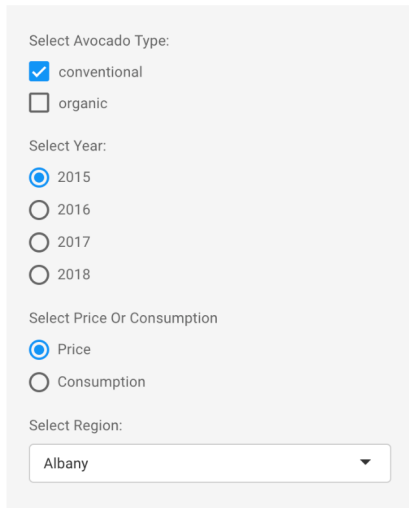 Select Avocado Type:
conventional
organic
Select Year:
2015
2016
2017
2018
Select Price Or Consumption
Price
Consumption
Select Region:
Albany